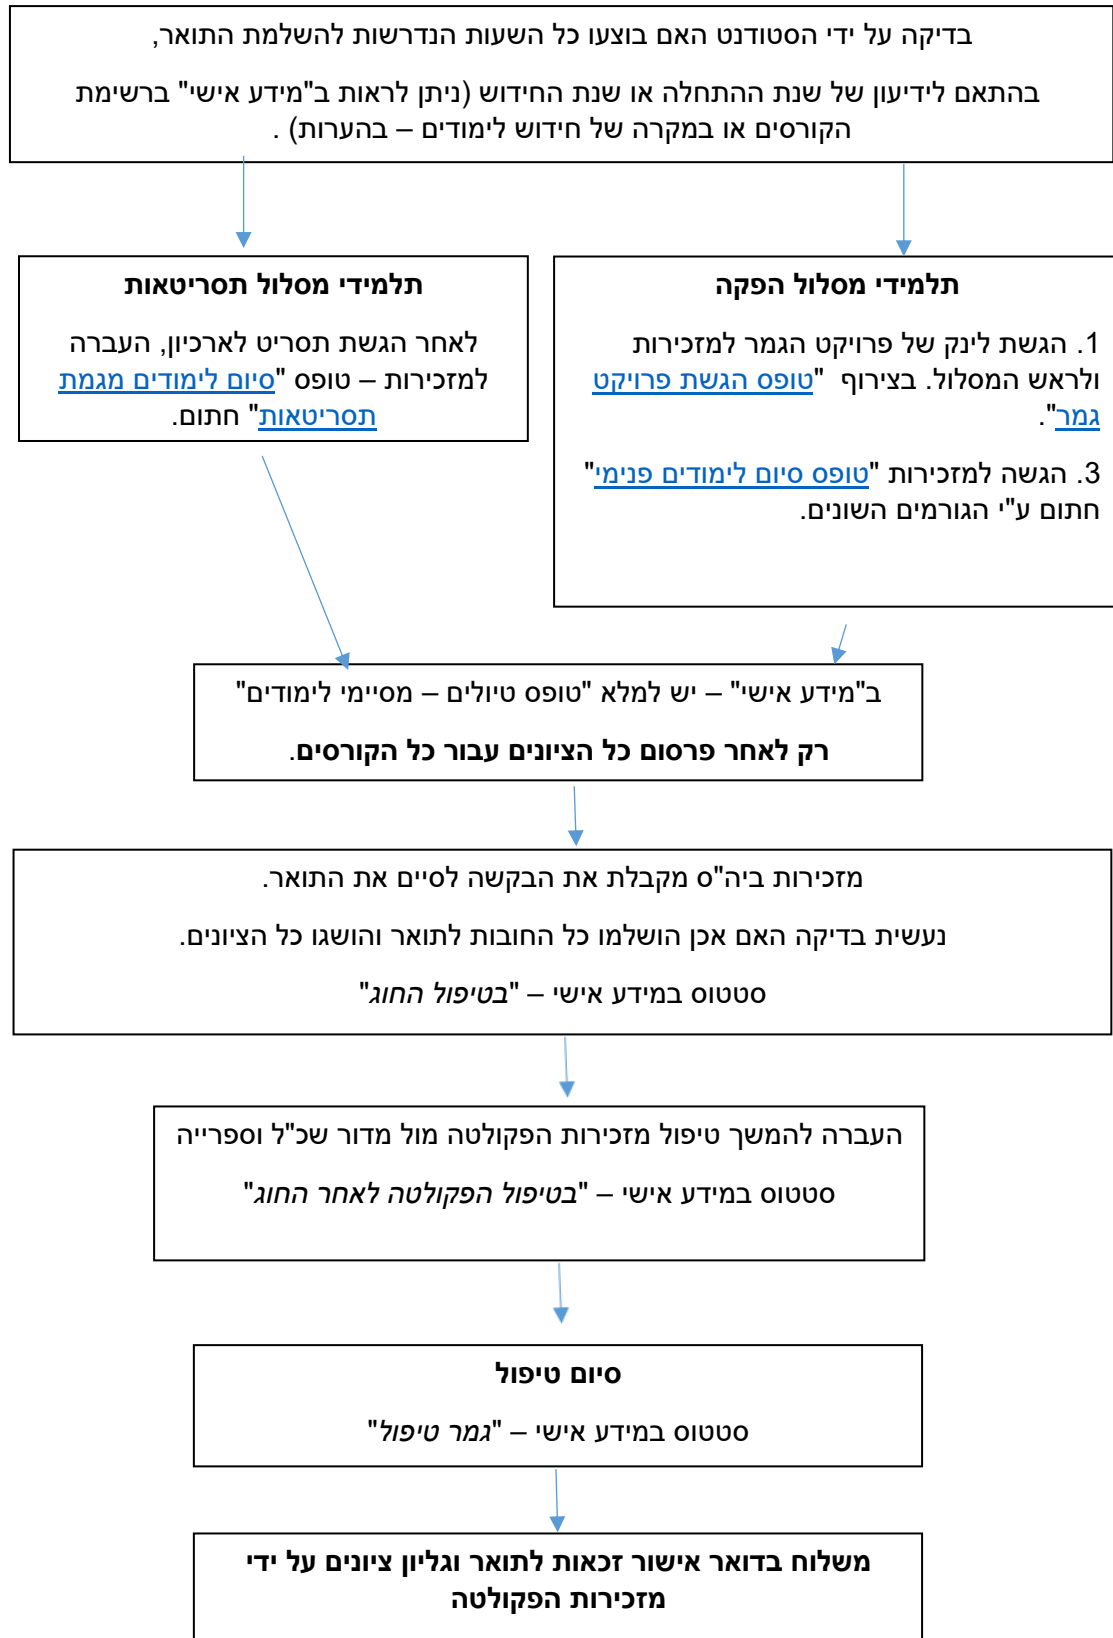 בדיקה על ידי הסטודנט האם בוצעו כל השעות הנדרשות להשלמת התואר,
בהתאם לידיעון של שנת ההתחלה או שנת החידוש (ניתן לראות ב"מידע אישי" ברשימת
הקורסים או במקרה של חידוש לימודים – בהערות) .
תלמידי מסלול הפקה
1. הגשת לינק של פרויקט הגמר למזכירות
ולראש המסלול. בצירוף "טופס הגשת פרויקט
גמר".
3. הגשה למזכירות "טופס סיום לימודים פנימי"
חתום ע"י הגורמים השונים.
תלמידי מסלול תסריטאות
לאחר הגשת תסריט לארכיון, העברה
למזכירות – טופס "סיום לימודים מגמת
תסריטאות" חתום.
ב"מידע אישי" – יש למלא "טופס טיולים – מסיימי לימודים"
רק לאחר פרסום כל הציונים עבור כל הקורסים.
מזכירות ביה"ס מקבלת את הבקשה לסיים את התואר.
נעשית בדיקה האם אכן הושלמו כל החובות לתואר והושגו כל הציונים.
סטטוס במידע אישי – "בטיפול החוג"
העברה להמשך טיפול מזכירות הפקולטה מול מדור שכ"ל וספרייה
סטטוס במידע אישי – "בטיפול הפקולטה לאחר החוג"
סיום טיפול
סטטוס במידע אישי – "גמר טיפול"
משלוח בדואר אישור זכאות לתואר וגליון ציונים על ידי
מזכירות הפקולטה